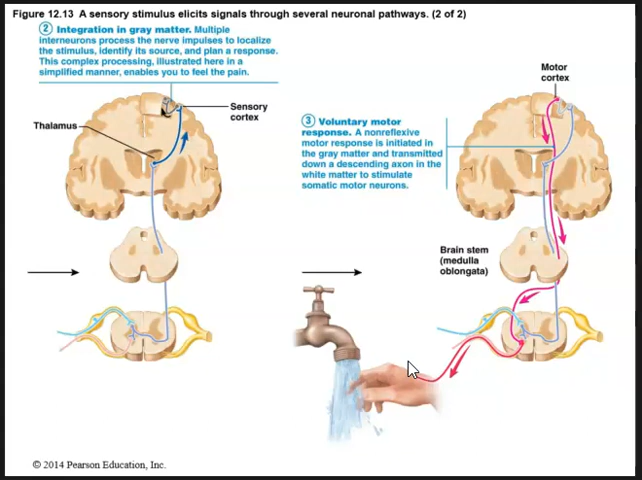 Figure 12.13 A sensory stimulus elicits signals through several neuronal pathways. (2 of 2)
② Integration in gray matter. Multiple
interneurons process the nerve impulses to localize
the stimulus, identify its source, and plan a response.
This complex processing, illustrated here in a
simplified manner, enables you to feel the pain.
Thalamus
Sensory
cortex
③ Voluntary motor
response. A nonreflexive
motor response is initiated in
the gray matter and transmitted
down a descending axon in the
white matter to stimulate
somatic motor neurons.
Motor
cortex
Brain stem
(medulla
oblongata)
© 2014 Pearson Education, Inc.